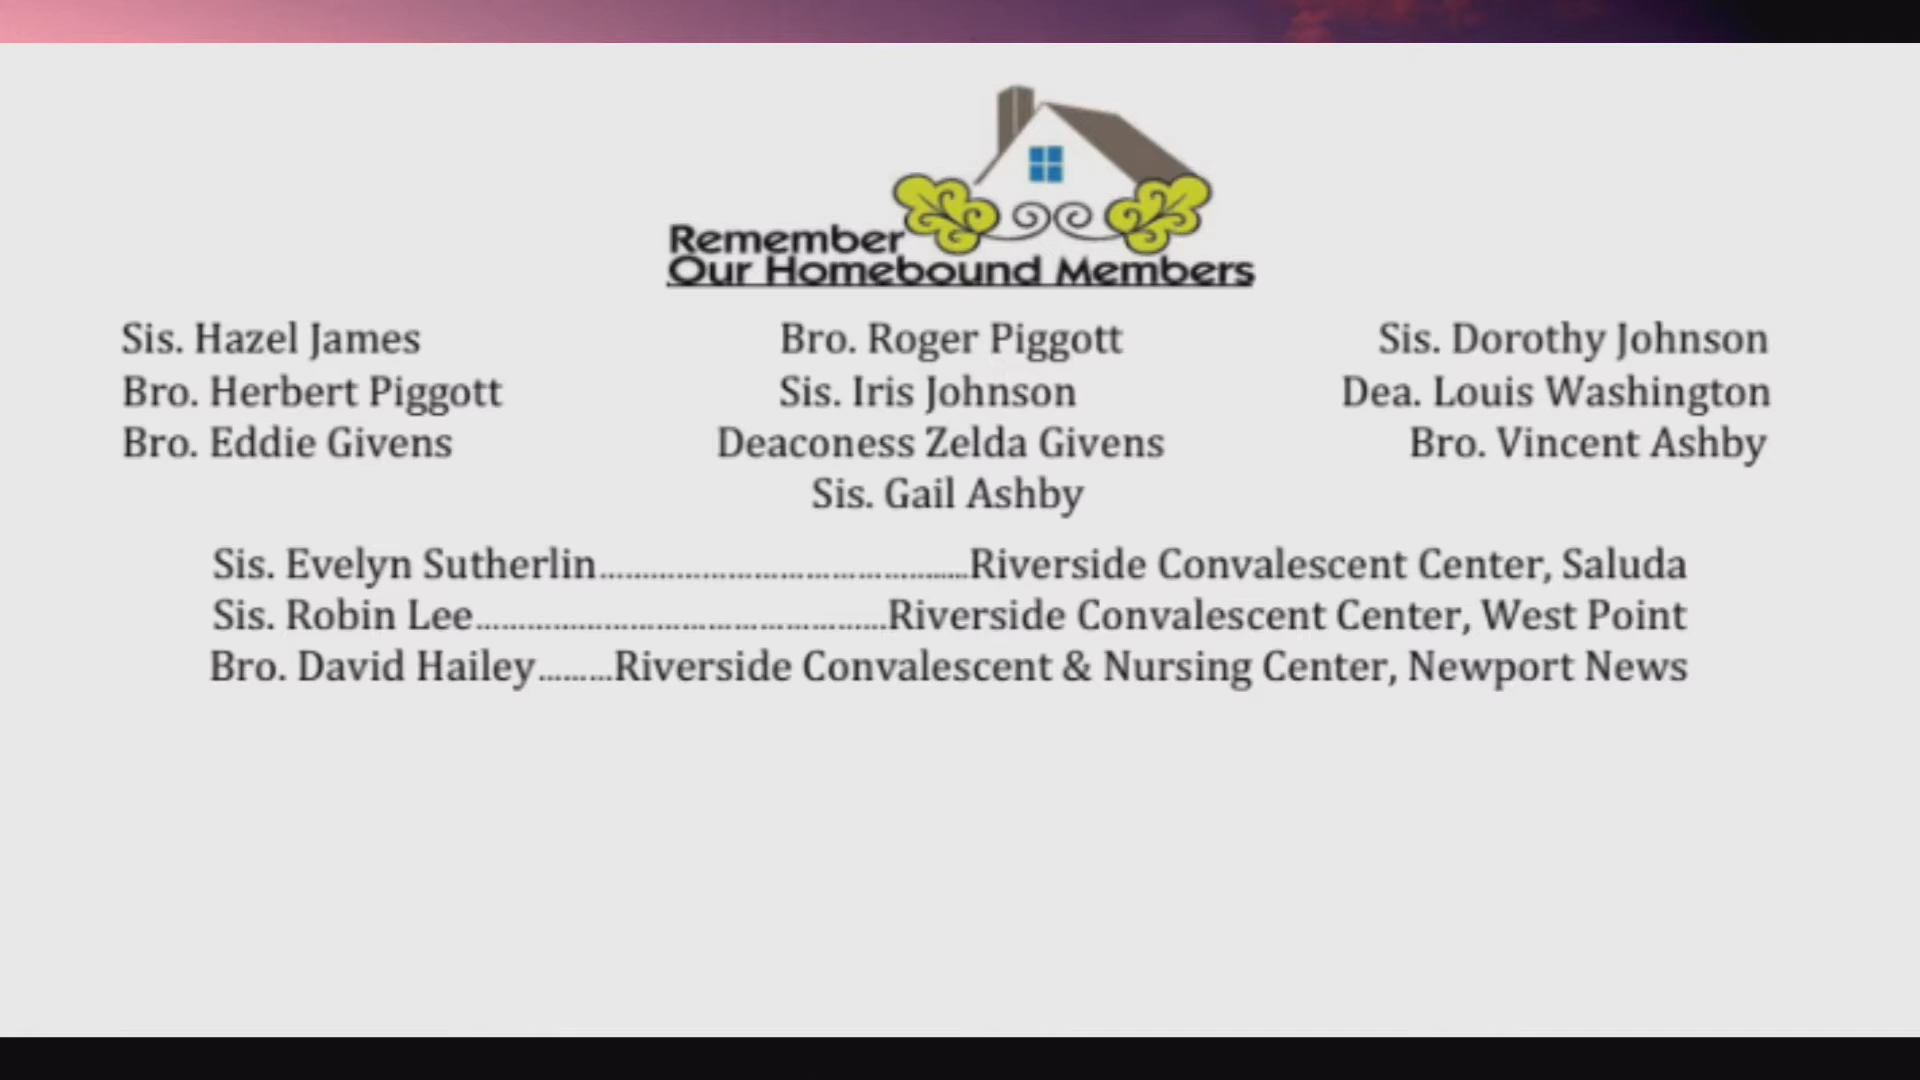 Remember
Our Homebound Members
Sis. Hazel James Bro. Roger Piggott Sis. Dorothy Johnson
Bro. Herbert Piggott Sis. Iris Johnson Dea. Louis Washington
Bro. Eddie Givens Deaconess Zelda Givens Bro. Vincent Ashby
Sis. Gail Ashby
Sis. Evelyn Sutherlin..........................................Riverside Convalescent Center, Saluda
Sis. Robin Lee................................................Riverside Convalescent Center, West Point
Bro. David Hailey.........Riverside Convalescent & Nursing Center, Newport News